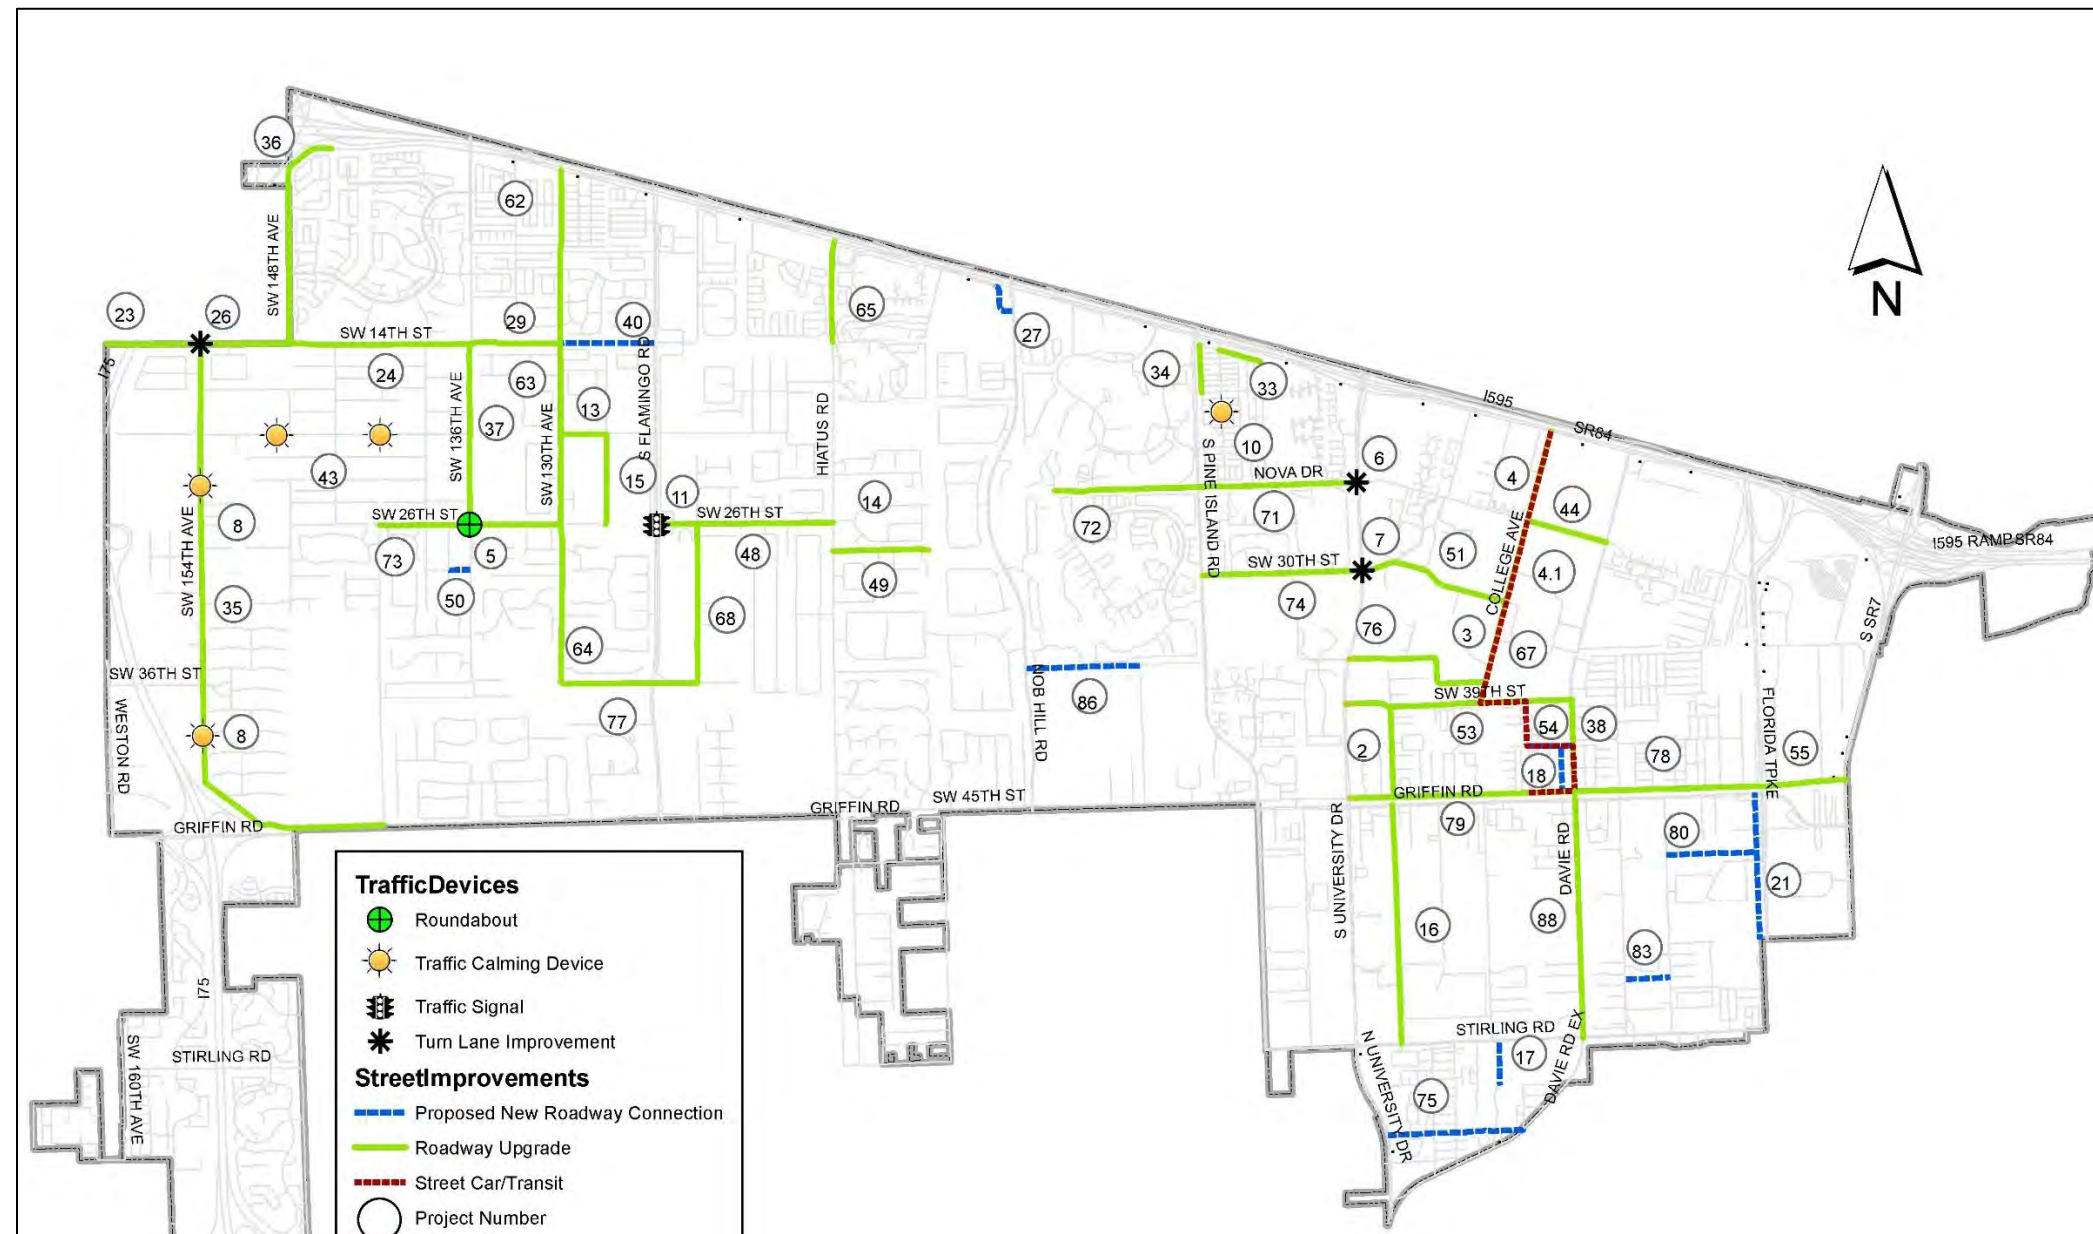 36
62
SW 148TH AVE
N
23
26
29
40
65
27
SW 14TH ST
I75
24
63
13
S FLAMINGO RD
34
33
I595
SR84
SW 136TH AVE
37
SW 130TH AVE
HIATUS RD
10
6
43
15
11
S PINE ISLAND RD
NOVA DR
4
44
8
SW 26TH ST
SW 26TH ST
14
72
71
7
COLLEGE AVE
I595 RAMP SR84
SW 154TH AVE
73
5
48
49
SW 30TH ST
51
4.1
35
50
68
74
76
3
67
S SR7
64
SW 36TH ST
86
SW 39TH ST
WESTON RD
8
77
NOB HILL RD
2
53
54
38
78
FLORIDA TPKE
55
18
GRIFFIN RD
GRIFFIN RD
SW 45TH ST
GRIFFIN RD
79
80
S UNIVERSITY DR
DAVIE RD
21
16
88
83
I75
SW 160TH AVE
STIRLING RD
STIRLING RD
17
DAVIE RD EX
N UNIVERSITY DR
75
TrafficDevices
Roundabout
Traffic Calming Device
Traffic Signal
Turn Lane Improvement
StreetImprovements
Proposed New Roadway Connection
Roadway Upgrade
Street Car/Transit
Project Number